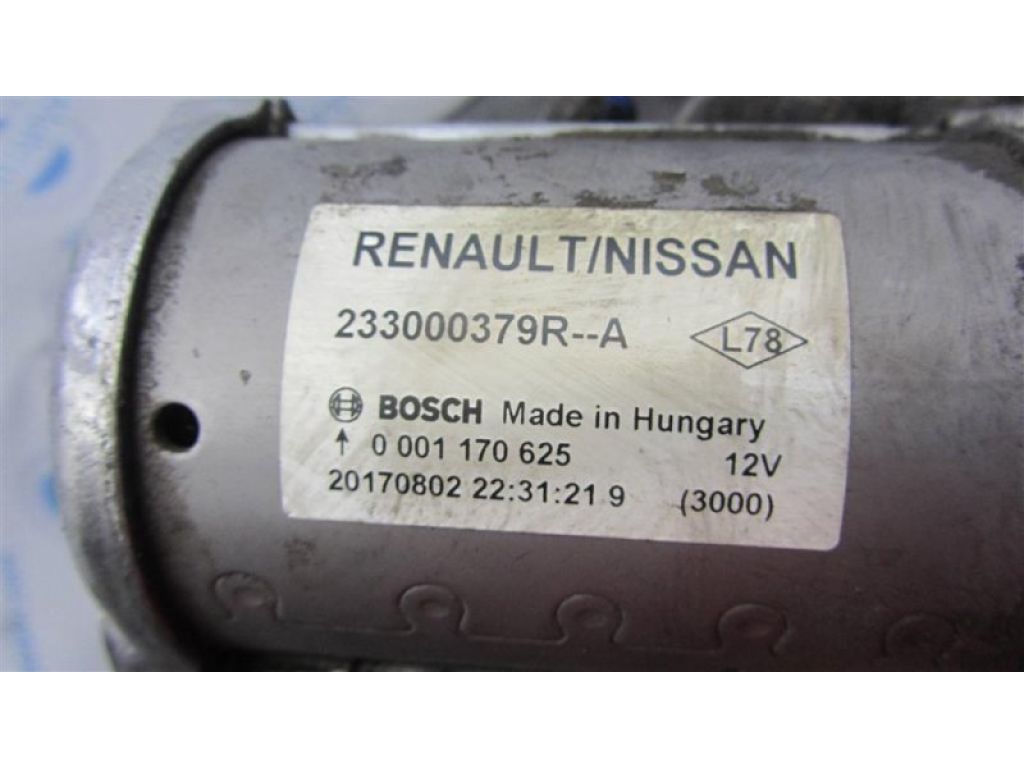 RENAULT/NISSAN
233000379R--A
L78
BOSCH Made in Hungary
0 001 170 625 12V
20170802 22:31:21 9 (3000)